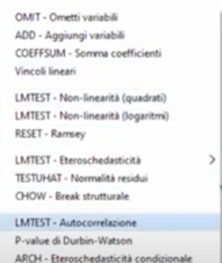 OMIT - Ometti variabili
ADD - Aggiungi variabili
COEFFSUM - Somma coefficienti
Vincoli lineari
LMTEST - Non-linearità (quadrati)
LMTEST - Non-linearità (logaritmi)
RESET - Ramsey
LMTEST - Eteroschedasticità
TESTUHAT - Normalità residui
CHOW - Break strutturale
LMTEST - Autocorrelazione
P-value di Durbin-Watson
ARCH - Eteroschedasticità condizionale